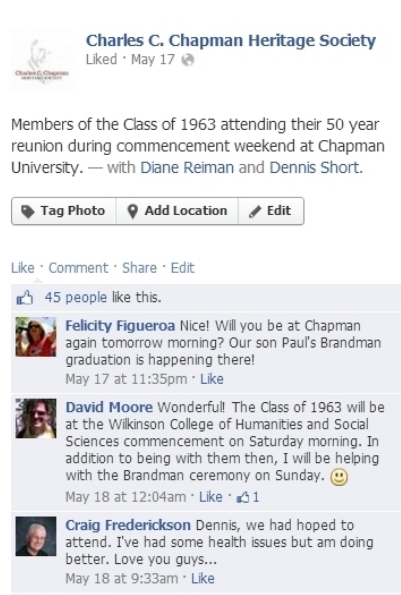 Charles C. Chapman
HERITAGE SOCIETY
Charles C. Chapman Heritage Society
Liked · May 17
Members of the Class of 1963 attending their 50 year
reunion during commencement weekend at Chapman
University. — with Diane Reiman and Dennis Short.
Tag Photo Add Location Edit
Like · Comment · Share · Edit
45 people like this.
Felicity Figueroa Nice! Will you be at Chapman
again tomorrow morning? Our son Paul's Brandman
graduation is happening there!
May 17 at 11:35pm · Like
David Moore Wonderful! The Class of 1963 will be
at the Wilkinson College of Humanities and Social
Sciences commencement on Saturday morning. In
addition to being with them then, I will be helping
with the Brandman ceremony on Sunday.
May 18 at 12:04am · Like · 1
Craig Frederickson Dennis, we had hoped to
attend. I've had some health issues but am doing
better. Love you guys...
May 18 at 9:33am · Like